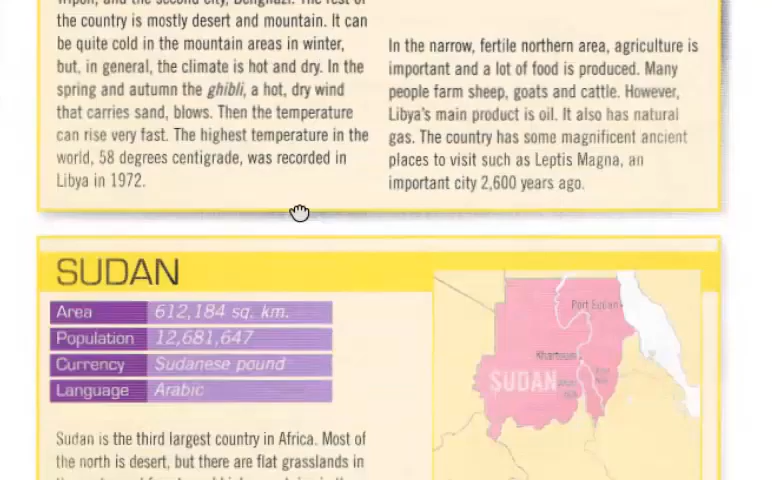 the country is mostly desert and mountain. It can
be quite cold in the mountain areas in winter,
but, in general, the climate is hot and dry. In the
spring and autumn the ghibli, a hot, dry wind
that carries sand, blows. Then the temperature
can rise very fast. The highest temperature in the
world, 58 degrees centigrade, was recorded in
Libya in 1972.
In the narrow, fertile northern area, agriculture is
important and a lot of food is produced. Many
people farm sheep, goats and cattle. However,
Libya's main product is oil. It also has natural
gas. The country has some magnificent ancient
places to visit such as Leptis Magna, an
important city 2,600 years ago.
SUDAN
Area 612,184 sq. km.
Population 12,681,647
Currency Sudanese pound
Language Arabic
Port Sudan
Khartoum
SUDAN
Sudan is the third largest country in Africa. Most of
the north is desert, but there are flat grasslands in